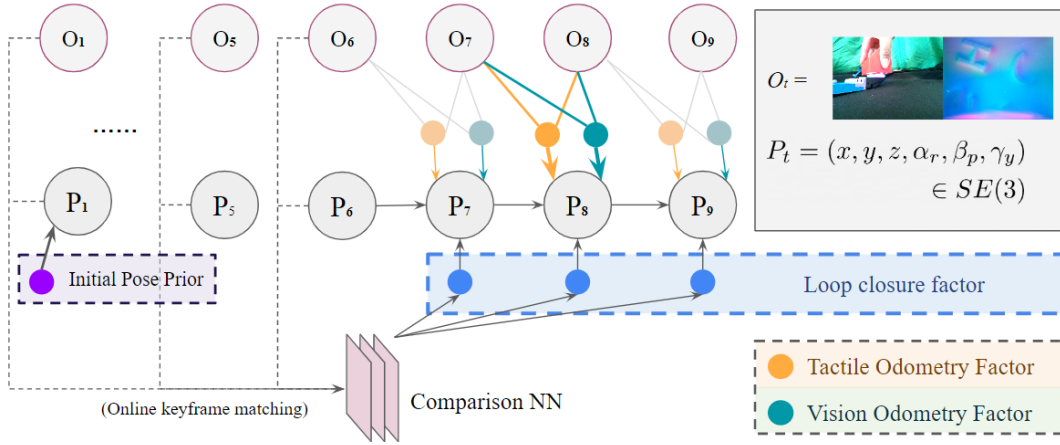 O₁
O₅
O₆
O₇
O₈
O₉
......
P₁
P₅
P₆
P₇
P₈
P₉
Oₜ =
Pₜ = (x, y, z, αᵣ, βₚ, γᵧ)
∈ SE(3)
Initial Pose Prior
Loop closure factor
(Online keyframe matching)
Comparison NN
Tactile Odometry Factor
Vision Odometry Factor